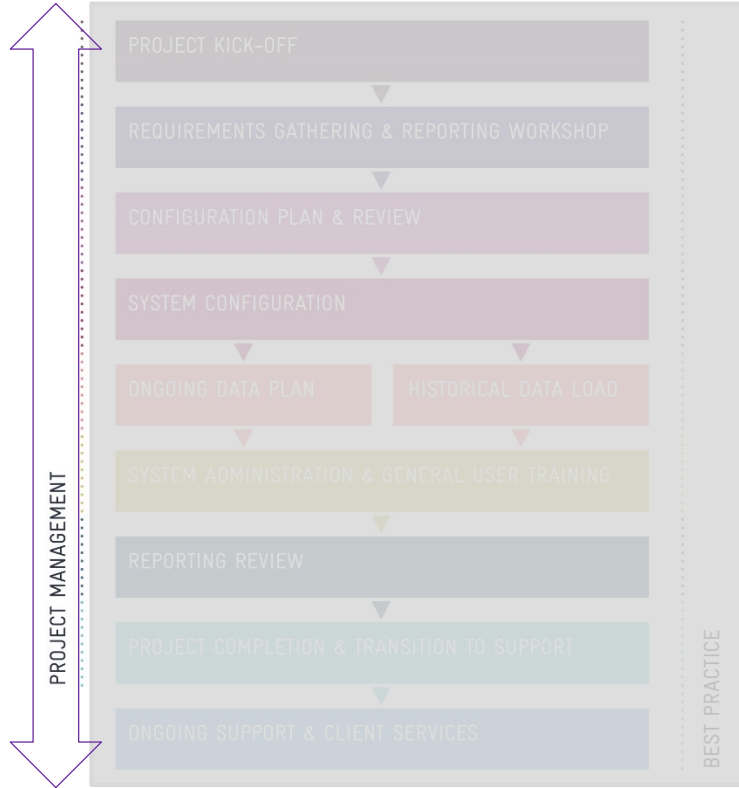 PROJECT KICK-OFF
REQUIREMENTS GATHERING & REPORTING WORKSHOP
CONFIGURATION PLAN & REVIEW
SYSTEM CONFIGURATION
ONGOING DATA PLAN
HISTORICAL DATA LOAD
SYSTEM ADMINISTRATION & GENERAL USER TRAINING
REPORTING REVIEW
PROJECT COMPLETION & TRANSITION TO SUPPORT
ONGOING SUPPORT & CLIENT SERVICES
PROJECT MANAGEMENT
BEST PRACTICE